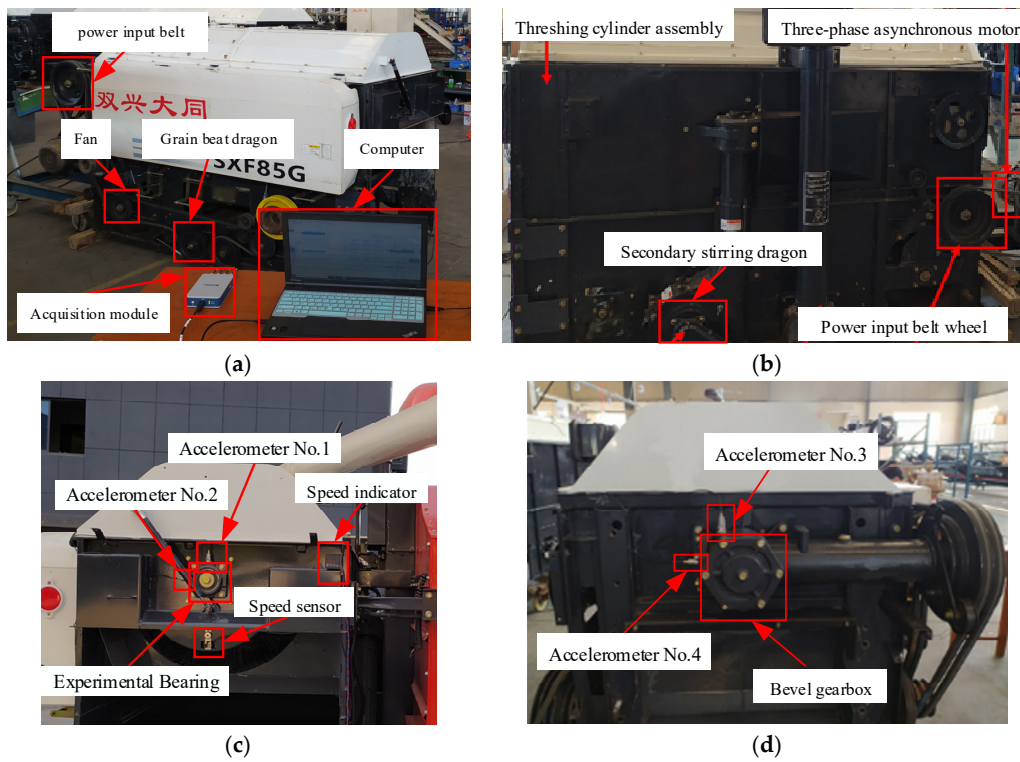 power input belt
双兴大同
Fan
Grain beat dragon
Computer
SXF85G
Acquisition module
(a)
Threshing cylinder assembly
Three-phase asynchronous motor
Secondary stirring dragon
Power input belt wheel
(b)
Accelerometer No.1
Accelerometer No.2
Speed indicator
Speed sensor
Experimental Bearing
(c)
Accelerometer No.3
Accelerometer No.4
Bevel gearbox
(d)